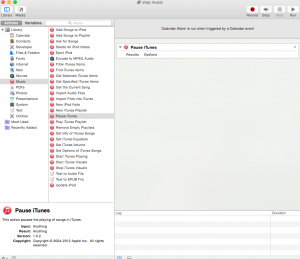 stop music
Library Media
Record Step Stop Run
Actions Variables
Library
Calendar
Contacts
Developer
Files & Folders
Fonts
Internet
Mail
Movies
Music
PDFs
Photos
Presentations
System
Text
Utilities
Most Used
Recently Added
Add Songs to iPod
Add Songs to Playlist
Ask for Songs
Delete All iPod Notes
Eject iPod
Encode to MPEG Audio
Filter iTunes Items
Find iTunes Items
Get Selected iTunes Items
Get Specified iTunes Items
Get the Current Song
Import Audio Files
Import Files into iTunes
New iPod Note
New iTunes Playlist
Pause iTunes
Play iTunes Playlist
Remove Empty Playlists
Set Info of iTunes Songs
Set iTunes Equalizer
Set iTunes Volume
Set Options of iTunes Songs
Start iTunes Playing
Start iTunes Visuals
Stop iTunes Visuals
Text to Audio File
Text to EPUB File
Update iPod
Calendar Alarm is run when triggered by a Calendar event
Pause iTunes
Results Options
Pause iTunes
This action pauses the playing of songs in iTunes.
Input: Anything
Result: Anything
Version: 1.0.2
Copyright: Copyright © 2004-2012 Apple Inc. All rights reserved.
Log Duration